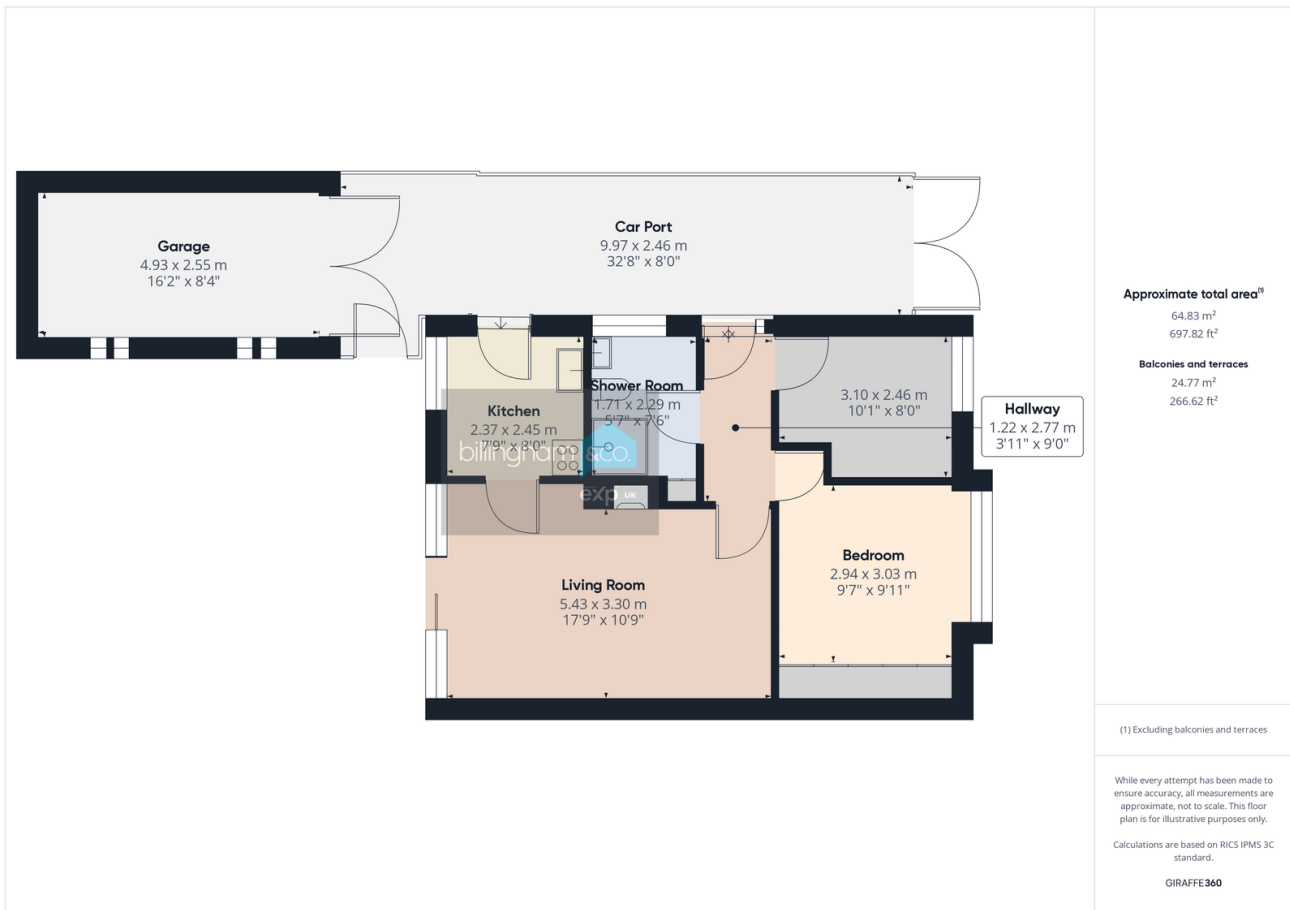 Garage
4.93 x 2.55 m
16'2" x 8'4"
Car Port
9.97 x 2.46 m
32'8" x 8'0"
Kitchen
2.37 x 2.45 m
7'9" x 8'0"
Shower Room
1.71 x 2.29 m
5'7" x 7'6"
3.10 x 2.46 m
10'1" x 8'0"
Hallway
1.22 x 2.77 m
3'11" x 9'0"
billingham &co.
exp UK
Living Room
5.43 x 3.30 m
17'9" x 10'9"
Bedroom
2.94 x 3.03 m
9'7" x 9'11"
Approximate total area(1)
64.83 m²
697.82 ft²
Balconies and terraces
24.77 m²
266.62 ft²
(1) Excluding balconies and terraces
While every attempt has been made to
ensure accuracy, all measurements are
approximate, not to scale. This floor
plan is for illustrative purposes only.
Calculations are based on RICS IPMS 3C
standard.
GIRAFFE360